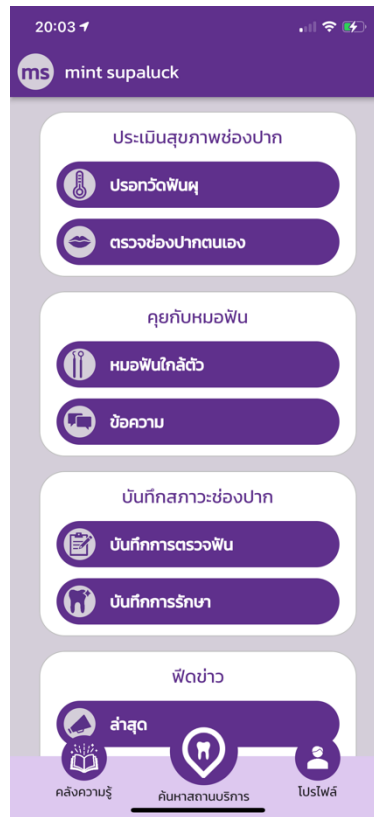 20:03
ms mint supaluck
ประเมินสุขภาพช่องปาก
ปรอทวัดฟันผุ
ตรวจช่องปากตนเอง
คุยกับหมอฟัน
หมอฟันใกล้ตัว
ข้อความ
บันทึกสภาวะช่องปาก
บันทึกการตรวจฟัน
บันทึกการรักษา
ฟีดข่าว
ล่าสุด
คลังความรู้
ค้นหาสถานบริการ
โปรไฟล์